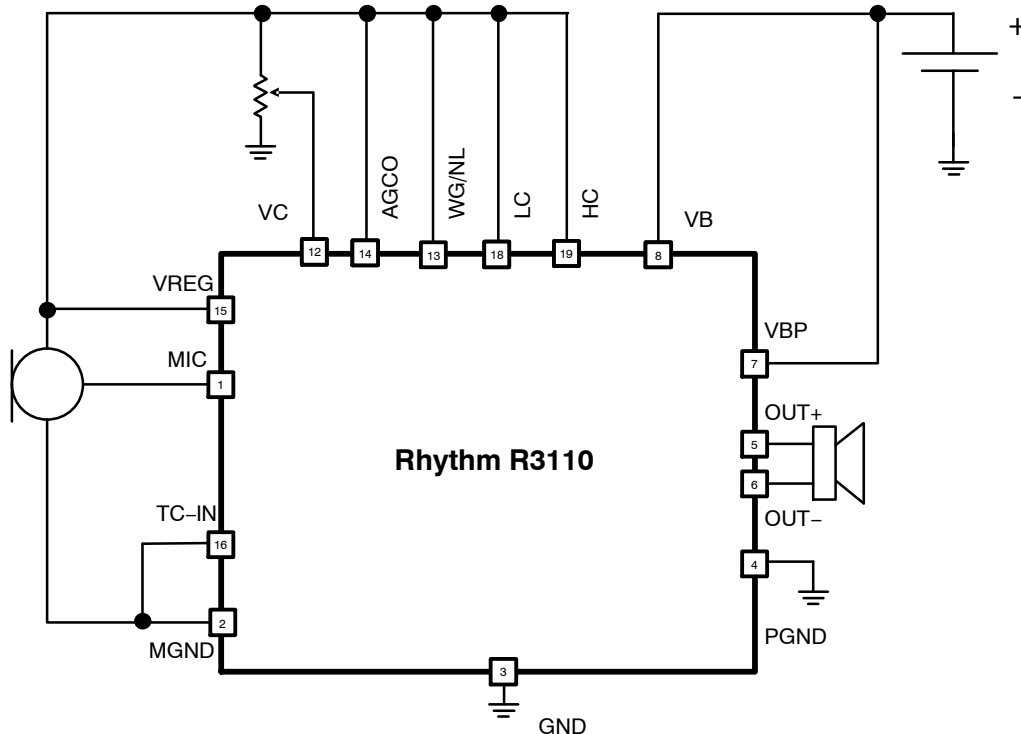 +
−
AGCO
WG/NL
LC
HC
VC
VB
12
14
13
18
19
8
VREG
15
VBP
7
MIC
1
OUT+
5
Rhythm R3110
6
OUT−
TC−IN
16
4
2
MGND
PGND
3
GND